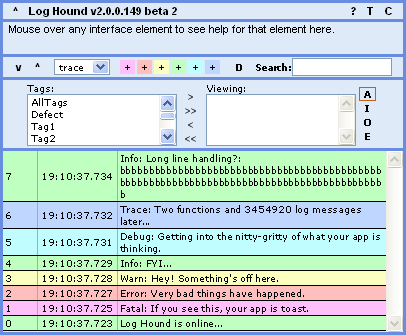 ^ Log Hound v2.0.0.149 beta 2 ? T C
Mouse over any interface element to see help for that element here.
v ^ trace + + + + + + D Search:
Tags: Viewing:
AllTags
Defect
Tag1
Tag2
>
>>
<
<<
A
I
O
E
7 19:10:37.734 Info: Long line handling?:
bbbbbbbbbbbbbbbbbbbbbbbbbbbbbbbbbbbbbbbbbbb
bbbbbbbbbbbbbbbbbbbbbbbbbbbbbbbbbbbbbbbbbbb
b
6 19:10:37.732 Trace: Two functions and 3454920 log messages
later...
5 19:10:37.731 Debug: Getting into the nitty-gritty of what your app is
thinking.
4 19:10:37.729 Info: FYI...
3 19:10:37.728 Warn: Hey! Something's off here.
2 19:10:37.727 Error: Very bad things have happened.
1 19:10:37.725 Fatal: If you see this, your app is toast.
0 19:10:37.723 Log Hound is online...